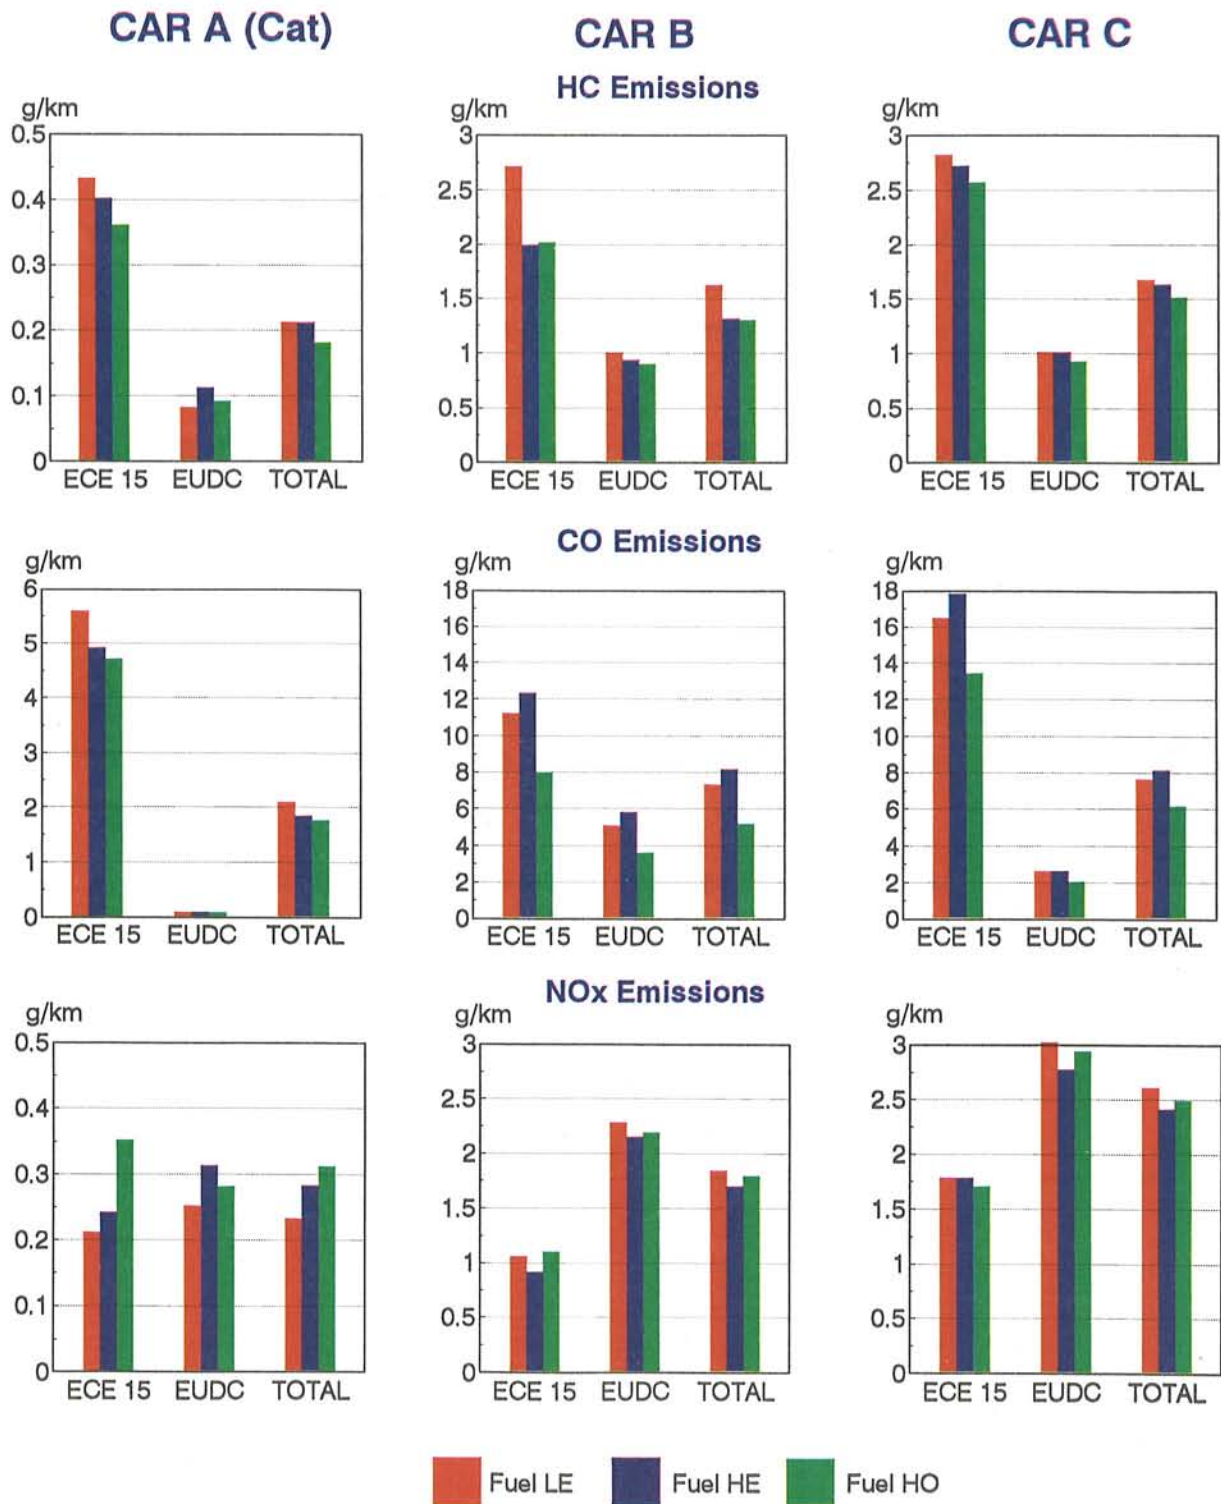 CAR A (Cat) CAR B CAR C
HC Emissions
g/km g/km g/km
0.5 3 3
0.4 2.5 2.5
0.3 2 2
0.2 1.5 1.5
0.1 1 1
0 0.5 0.5
0 0
ECE 15 EUDC TOTAL ECE 15 EUDC TOTAL ECE 15 EUDC TOTAL
CO Emissions
g/km g/km g/km
6 18 18
5 16 16
4 14 14
3 12 12
2 10 10
1 8 8
0 6 6
4 4
2 2
0 0
ECE 15 EUDC TOTAL ECE 15 EUDC TOTAL ECE 15 EUDC TOTAL
NOx Emissions
g/km g/km g/km
0.5 3 3
0.4 2.5 2.5
0.3 2 2
0.2 1.5 1.5
0.1 1 1
0 0.5 0.5
0 0
ECE 15 EUDC TOTAL ECE 15 EUDC TOTAL ECE 15 EUDC TOTAL
Fuel LE Fuel HE Fuel HO